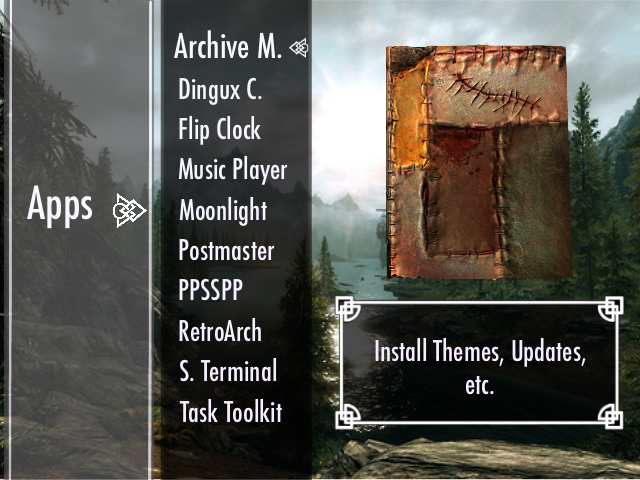 Apps
Archive M.
Dingux C.
Flip Clock
Music Player
Moonlight
Postmaster
PPSSPP
RetroArch
S. Terminal
Task Toolkit
Install Themes, Updates,
etc.